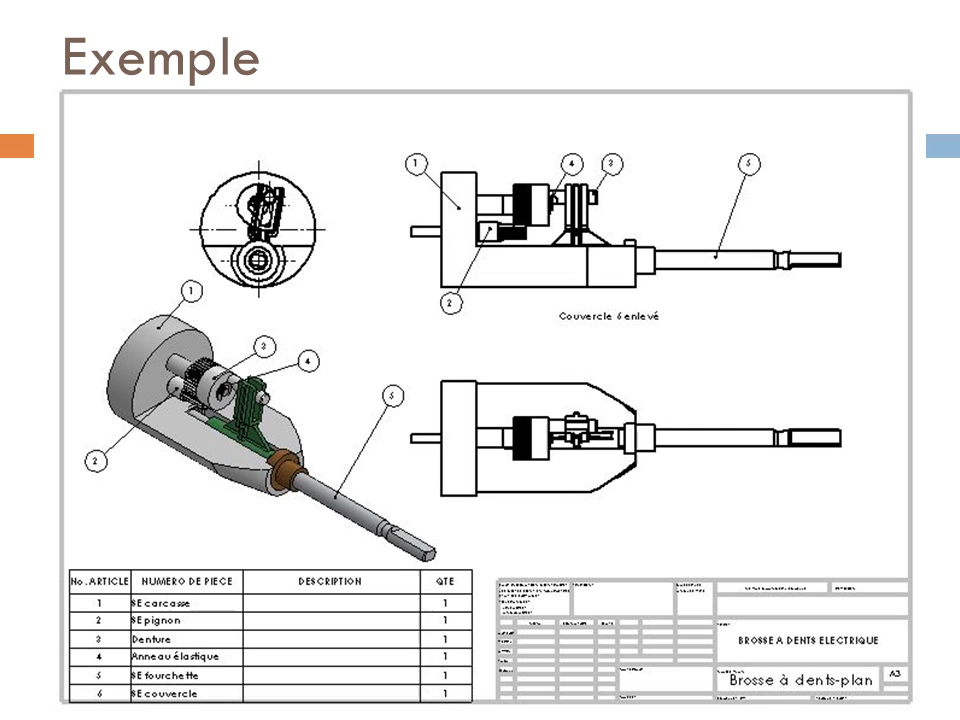 Exemple
1
4
3
5
2
Couvercle 6 enlevé
1
3
4
5
2
No. ARTICLE NUMERO DE PIECE DESCRIPTION QTE
1 SE carcasse 1
2 SE pignon 1
3 Denture 1
4 Anneau élastique 1
5 SE fourchette 1
6 SE couvercle 1
BROSSE A DENTS ELECTRIQUE
Brosse à dents-plan
A3